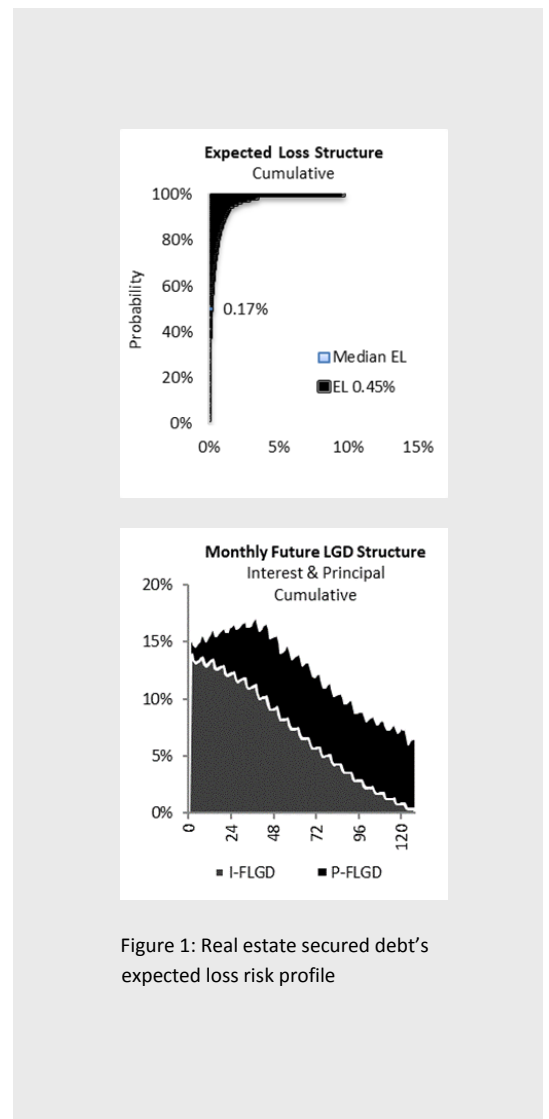 Expected Loss Structure
Cumulative
100%
80%
60%
40%
20%
0%
Probability
0.17%
Median EL
EL 0.45%
0% 5% 10% 15%
Monthly Future LGD Structure
Interest & Principal
Cumulative
20%
15%
10%
5%
0%
0 24 48 72 96 120
I-FLGD P-FLGD
Figure 1: Real estate secured debt’s
expected loss risk profile